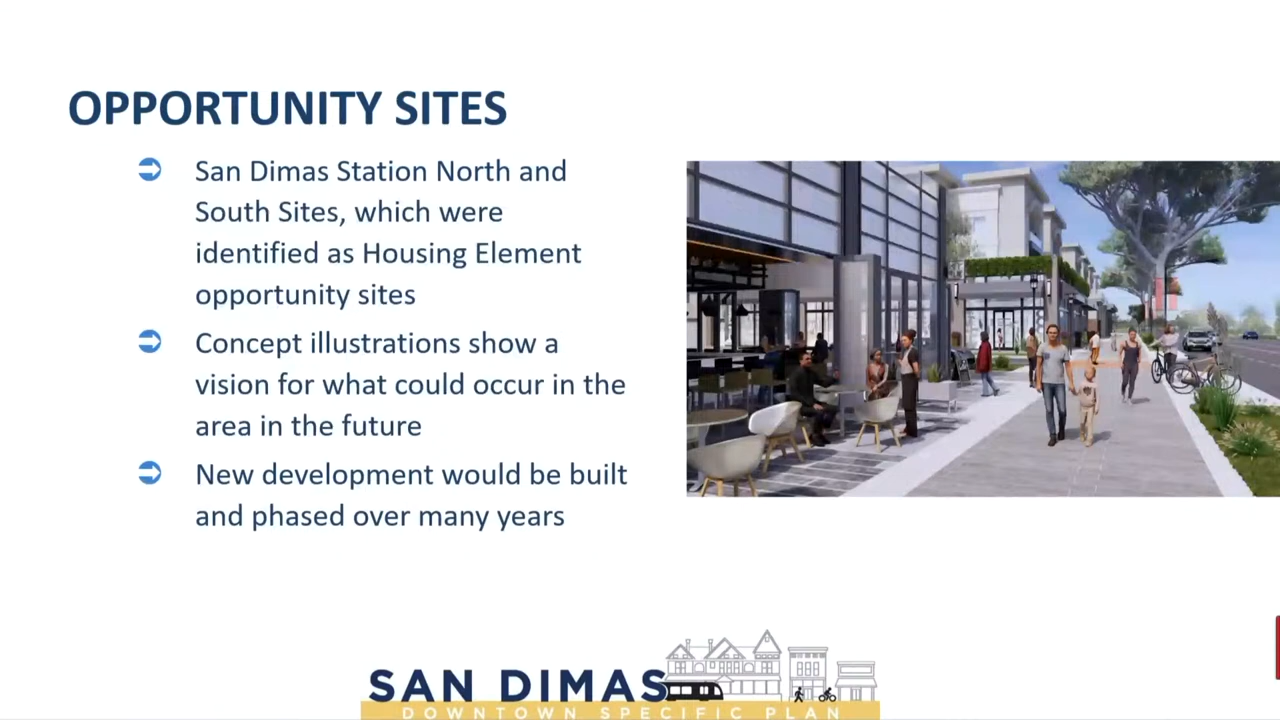 OPPORTUNITY SITES
San Dimas Station North and
South Sites, which were
identified as Housing Element
opportunity sites
Concept illustrations show a
vision for what could occur in the
area in the future
New development would be built
and phased over many years
SAN DIMAS
DOWNTOWN SPECIFIC PLAN